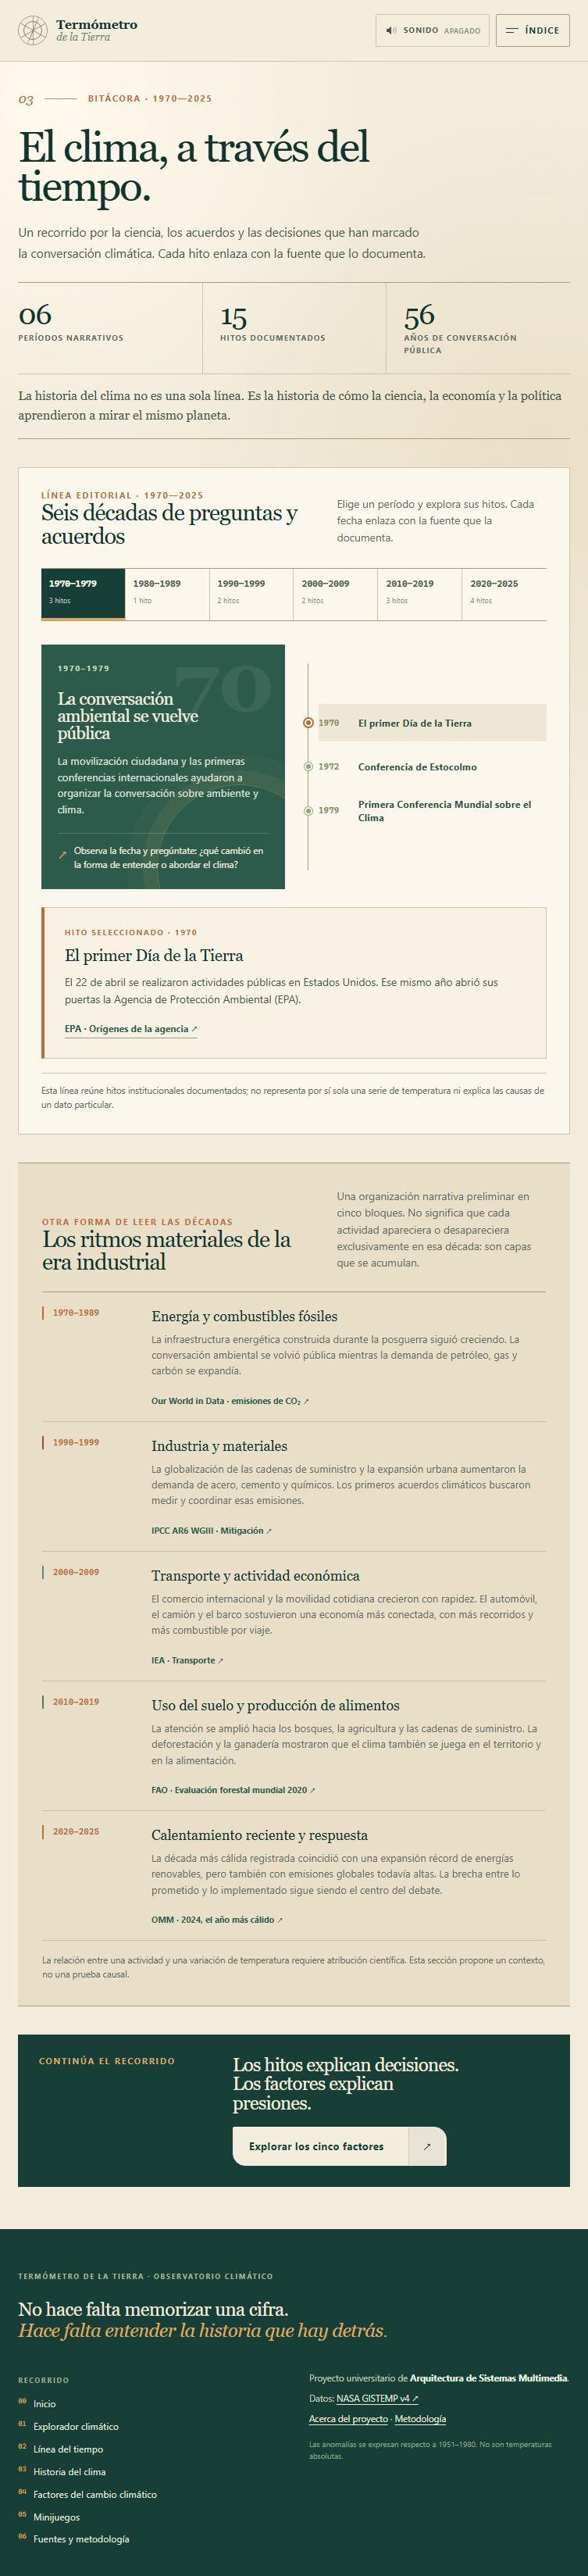 Termómetro
de la Tierra
SONIDO APAGADO
ÍNDICE
03
BITÁCORA · 1970—2025
El clima, a través del
tiempo.
Un recorrido por la ciencia, los acuerdos y las decisiones que han marcado
la conversación climática. Cada hito enlaza con la fuente que lo documenta.
06
PERÍODOS NARRATIVOS
15
HITOS DOCUMENTADOS
56
AÑOS DE CONVERSACIÓN
PÚBLICA
La historia del clima no es una sola línea. Es la historia de cómo la ciencia, la economía y la política
aprendieron a mirar el mismo planeta.
LÍNEA EDITORIAL · 1970—2025
Seis décadas de preguntas y
acuerdos
Elige un período y explora sus hitos. Cada
fecha enlaza con la fuente que la
documenta.
1970–1979
3 hitos
1980–1989
1 hito
1990–1999
2 hitos
2000–2009
2 hitos
2010–2019
3 hitos
2020–2025
4 hitos
70
1970–1979
La conversación
ambiental se vuelve
pública
La movilización ciudadana y las primeras
conferencias internacionales ayudaron a
organizar la conversación sobre ambiente y
clima.
↗ Observa la fecha y pregúntate: ¿qué cambió en
la forma de entender o abordar el clima?
1970 El primer Día de la Tierra
1972 Conferencia de Estocolmo
1979 Primera Conferencia Mundial sobre el
Clima
HITO SELECCIONADO · 1970
El primer Día de la Tierra
El 22 de abril se realizaron actividades públicas en Estados Unidos. Ese mismo año abrió sus
puertas la Agencia de Protección Ambiental (EPA).
EPA · Orígenes de la agencia ↗
Esta línea reúne hitos institucionales documentados; no representa por sí sola una serie de temperatura ni explica las causas de
un dato particular.
OTRA FORMA DE LEER LAS DÉCADAS
Los ritmos materiales de la
era industrial
Una organización narrativa preliminar en
cinco bloques. No significa que cada
actividad apareciera o desapareciera
exclusivamente en esa década: son capas
que se acumulan.
1970–1989
Energía y combustibles fósiles
La infraestructura energética construida durante la posguerra siguió creciendo. La
conversación ambiental se volvió pública mientras la demanda de petróleo, gas y
carbón se expandía.
Our World in Data · emisiones de CO₂ ↗
1990–1999
Industria y materiales
La globalización de las cadenas de suministro y la expansión urbana aumentaron la
demanda de acero, cemento y químicos. Los primeros acuerdos climáticos buscaron
medir y coordinar esas emisiones.
IPCC AR6 WGIII · Mitigación ↗
2000–2009
Transporte y actividad económica
El comercio internacional y la movilidad cotidiana crecieron con rapidez. El automóvil,
el camión y el barco sostuvieron una economía más conectada, con más recorridos y
más combustible por viaje.
IEA · Transporte ↗
2010–2019
Uso del suelo y producción de alimentos
La atención se amplió hacia los bosques, la agricultura y las cadenas de suministro. La
deforestación y la ganadería mostraron que el clima también se juega en el territorio y
en la alimentación.
FAO · Evaluación forestal mundial 2020 ↗
2020–2025
Calentamiento reciente y respuesta
La década más cálida registrada coincidió con una expansión récord de energías
renovables, pero también con emisiones globales todavía altas. La brecha entre lo
prometido y lo implementado sigue siendo el centro del debate.
OMM · 2024, el año más cálido ↗
La relación entre una actividad y una variación de temperatura requiere atribución científica. Esta sección propone un contexto,
no una prueba causal.
CONTINÚA EL RECORRIDO
Los hitos explican decisiones.
Los factores explican
presiones.
Explorar los cinco factores ↗
TERMÓMETRO DE LA TIERRA · OBSERVATORIO CLIMÁTICO
No hace falta memorizar una cifra.
Hace falta entender la historia que hay detrás.
RECORRIDO
00 Inicio
01 Explorador climático
02 Línea del tiempo
03 Historia del clima
04 Factores del cambio climático
05 Minijuegos
06 Fuentes y metodología
Proyecto universitario de Arquitectura de Sistemas Multimedia.
Datos: NASA GISTEMP v4 ↗
Acerca del proyecto · Metodología
Las anomalías se expresan respecto a 1951–1980. No son temperaturas
absolutas.